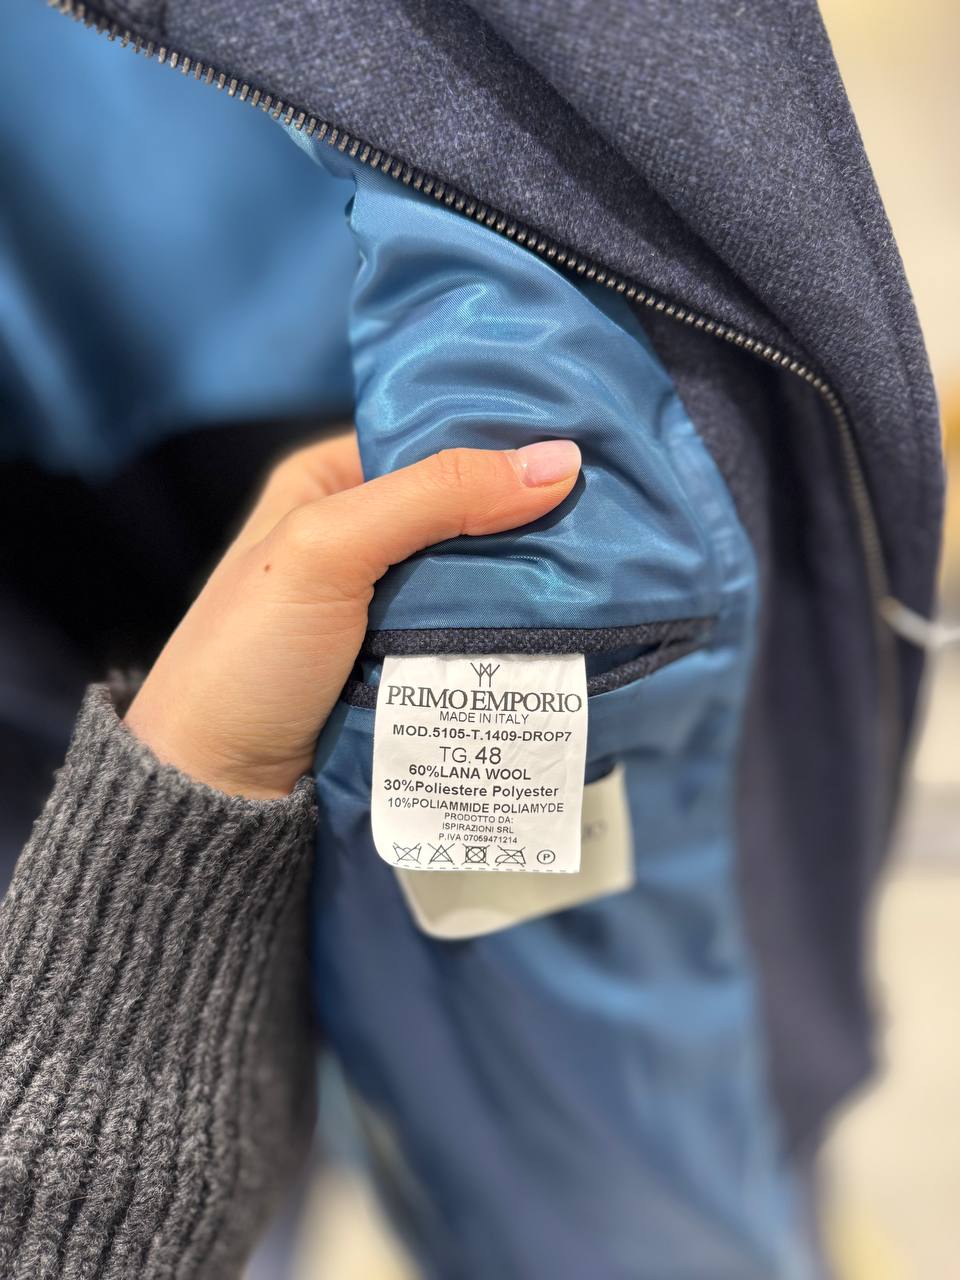 PRIMO EMPORIO
MADE IN ITALY
MOD.5105-T.1409-DROP7
TG.48
60%LANA WOOL
30%Poliestere Polyester
10%POLIAMMIDE POLIAMYDE
PRODOTTO DA:
ISPIRAZIONI SRL
P.IVA 07069471214
P